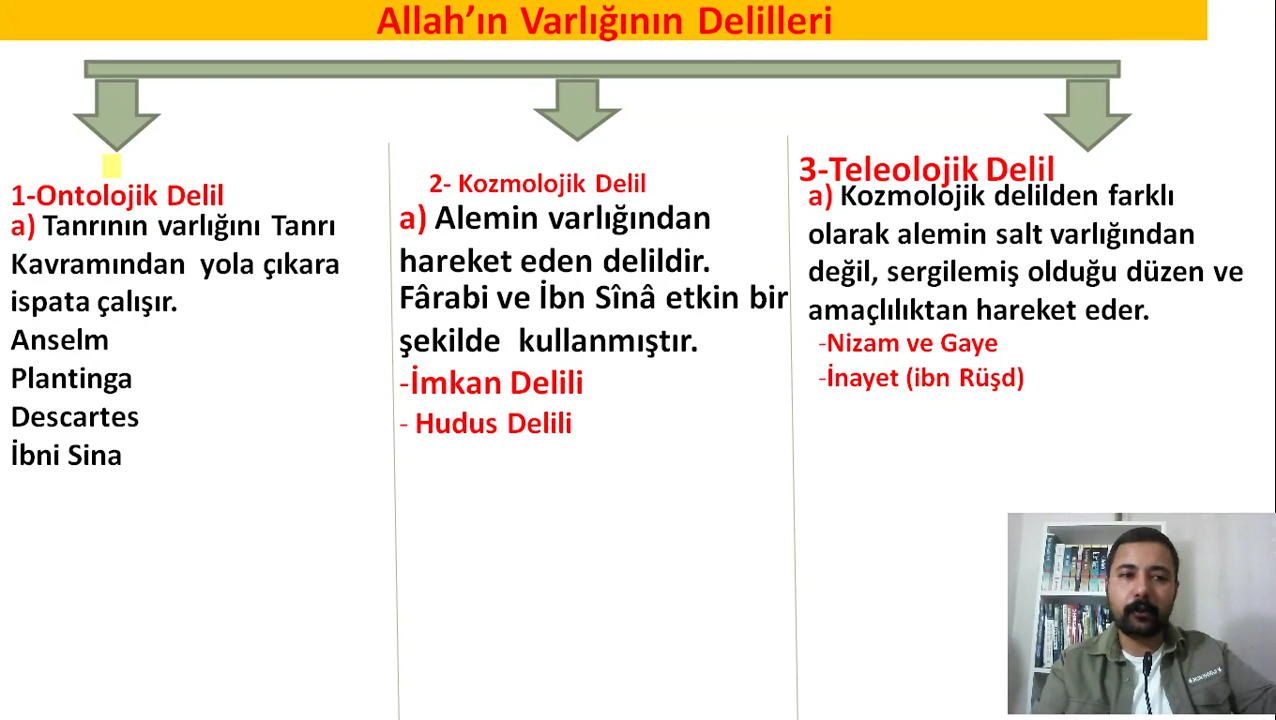 Allah’ın Varlığının Delilleri
1-Ontolojik Delil
a) Tanrının varlığını Tanrı
Kavramından yola çıkara
ispata çalışır.
Anselm
Plantinga
Descartes
İbni Sina
2- Kozmolojik Delil
a) Alemin varlığından
hareket eden delildir.
Fârabi ve İbn Sînâ etkin bir
şekilde kullanmıştır.
-İmkan Delili
- Hudus Delili
3-Teleolojik Delil
a) Kozmolojik delilden farklı
olarak alemin salt varlığından
değil, sergilemiş olduğu düzen ve
amaçlılıktan hareket eder.
-Nizam ve Gaye
-İnayet (ibn Rüşd)